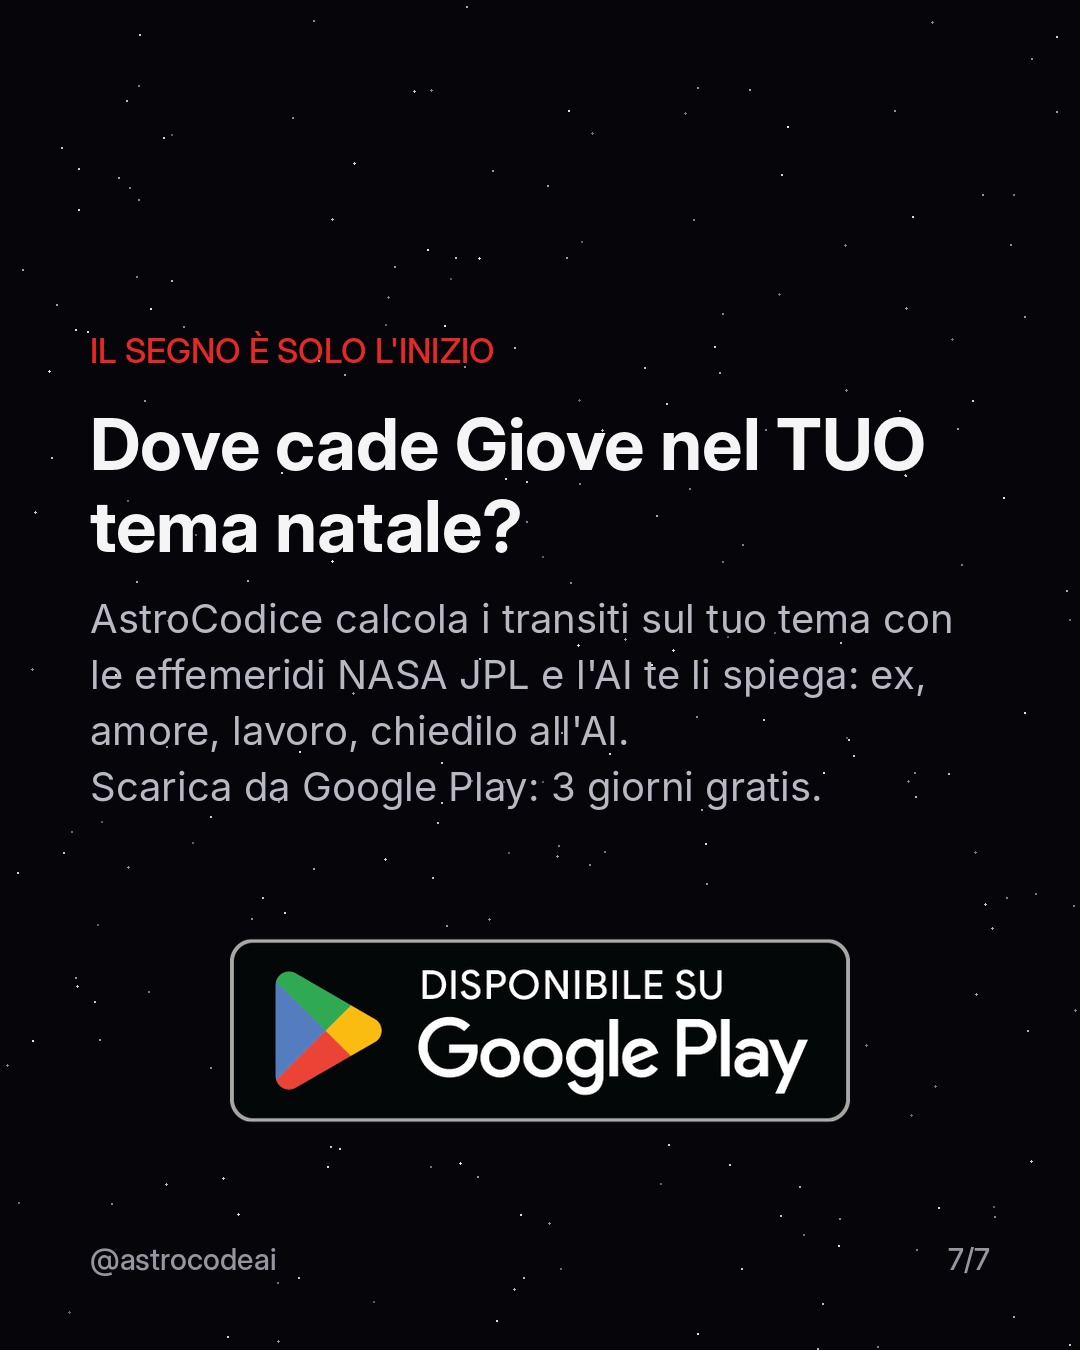 IL SEGNO È SOLO L'INIZIO
Dove cade Giove nel TUO
tema natale?
AstroCodice calcola i transiti sul tuo tema con
le effemeridi NASA JPL e l'AI te li spiega: ex,
amore, lavoro, chiedilo all'AI.
Scarica da Google Play: 3 giorni gratis.
DISPONIBILE SU
Google Play
@astrocodeai
7/7